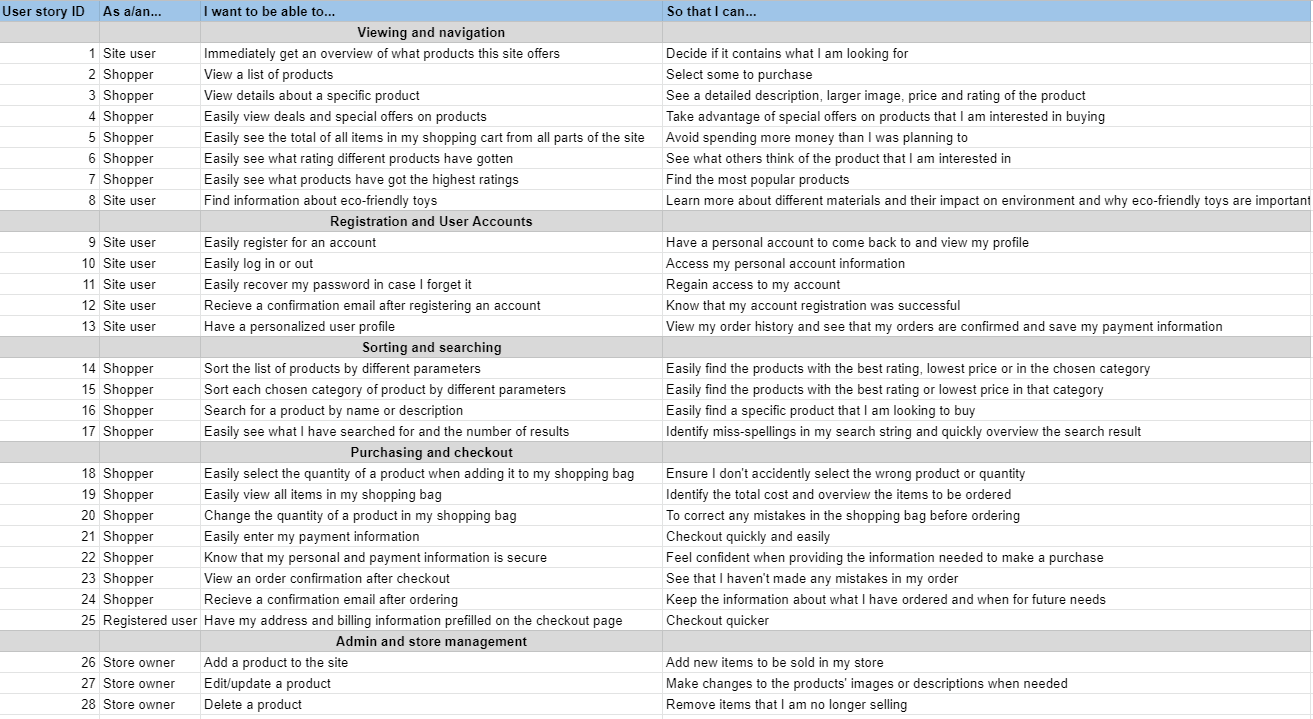 User story ID As a/an... I want to be able to... So that I can...
Viewing and navigation
1 Site user Immediately get an overview of what products this site offers Decide if it contains what I am looking for
2 Shopper View a list of products Select some to purchase
3 Shopper View details about a specific product See a detailed description, larger image, price and rating of the product
4 Shopper Easily view deals and special offers on products Take advantage of special offers on products that I am interested in buying
5 Shopper Easily see the total of all items in my shopping cart from all parts of the site Avoid spending more money than I was planning to
6 Shopper Easily see what rating different products have gotten See what others think of the product that I am interested in
7 Shopper Easily see what products have got the highest ratings Find the most popular products
8 Site user Find information about eco-friendly toys Learn more about different materials and their impact on environment and why eco-friendly toys are important
Registration and User Accounts
9 Site user Easily register for an account Have a personal account to come back to and view my profile
10 Site user Easily log in or out Access my personal account information
11 Site user Easily recover my password in case I forget it Regain access to my account
12 Site user Recieve a confirmation email after registering an account Know that my account registration was successful
13 Site user Have a personalized user profile View my order history and see that my orders are confirmed and save my payment information
Sorting and searching
14 Shopper Sort the list of products by different parameters Easily find the products with the best rating, lowest price or in the chosen category
15 Shopper Sort each chosen category of product by different parameters Easily find the products with the best rating or lowest price in that category
16 Shopper Search for a product by name or description Easily find a specific product that I am looking to buy
17 Shopper Easily see what I have searched for and the number of results Identify miss-spellings in my search string and quickly overview the search result
Purchasing and checkout
18 Shopper Easily select the quantity of a product when adding it to my shopping bag Ensure I don't accidently select the wrong product or quantity
19 Shopper Easily view all items in my shopping bag Identify the total cost and overview the items to be ordered
20 Shopper Change the quantity of a product in my shopping bag To correct any mistakes in the shopping bag before ordering
21 Shopper Easily enter my payment information Checkout quickly and easily
22 Shopper Know that my personal and payment information is secure Feel confident when providing the information needed to make a purchase
23 Shopper View an order confirmation after checkout See that I haven't made any mistakes in my order
24 Shopper Recieve a confirmation email after ordering Keep the information about what I have ordered and when for future needs
25 Registered user Have my address and billing information prefilled on the checkout page Checkout quicker
Admin and store management
26 Store owner Add a product to the site Add new items to be sold in my store
27 Store owner Edit/update a product Make changes to the products' images or descriptions when needed
28 Store owner Delete a product Remove items that I am no longer selling